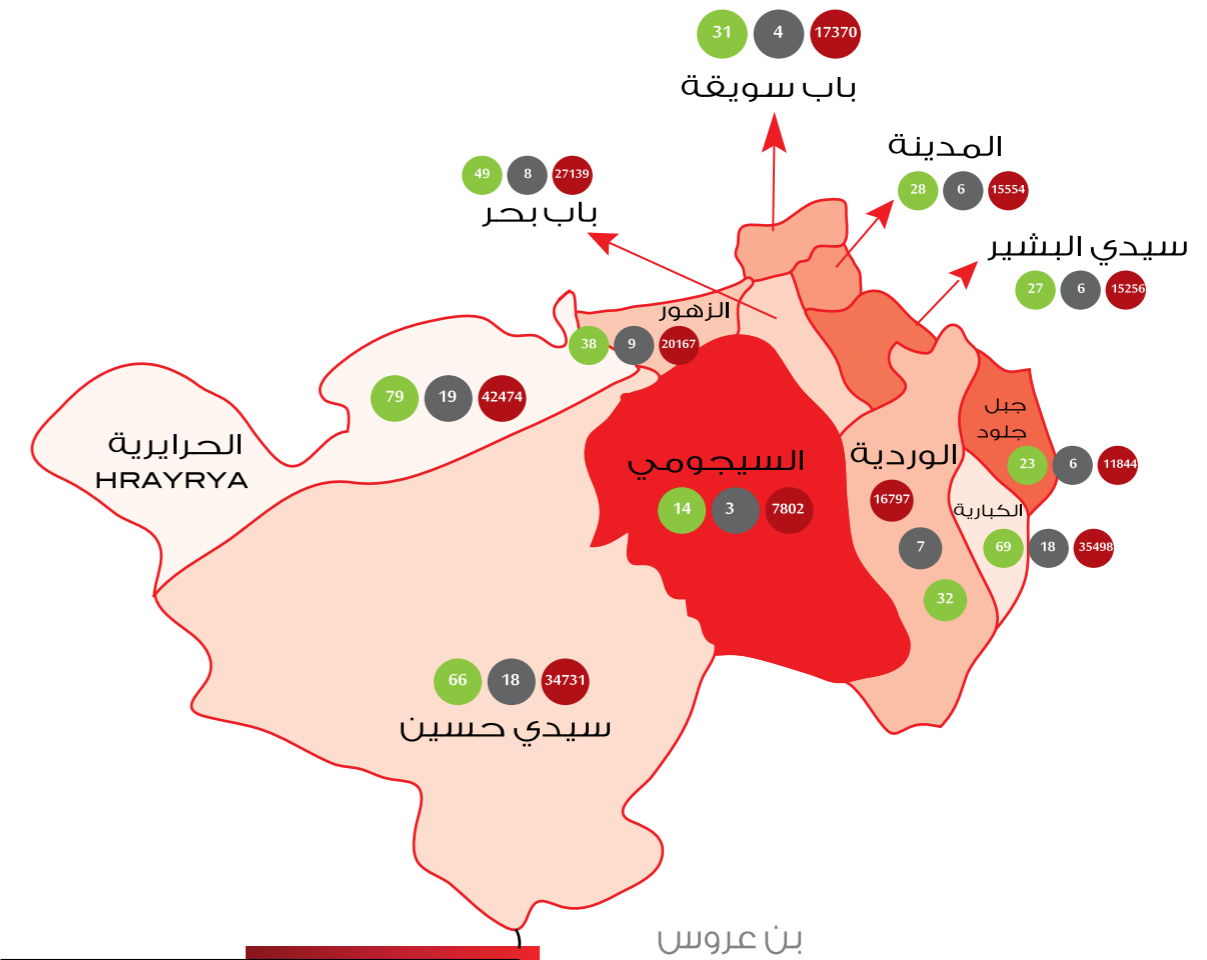 31 4 17370
باب سويقة
المدينة
28 6 15554
49 8 27139
باب بحر
سيدي البشير
27 6 15256
الزهور
38 9 20167
79 19 42474
الحرايرية
HRAYRYA
جبل
جلود
23 6 11844
السيجومي
14 3 7802
الوردية
16797
7
32
الكبارية
69 18 35498
66 18 34731
سيدي حسين
بن عروس